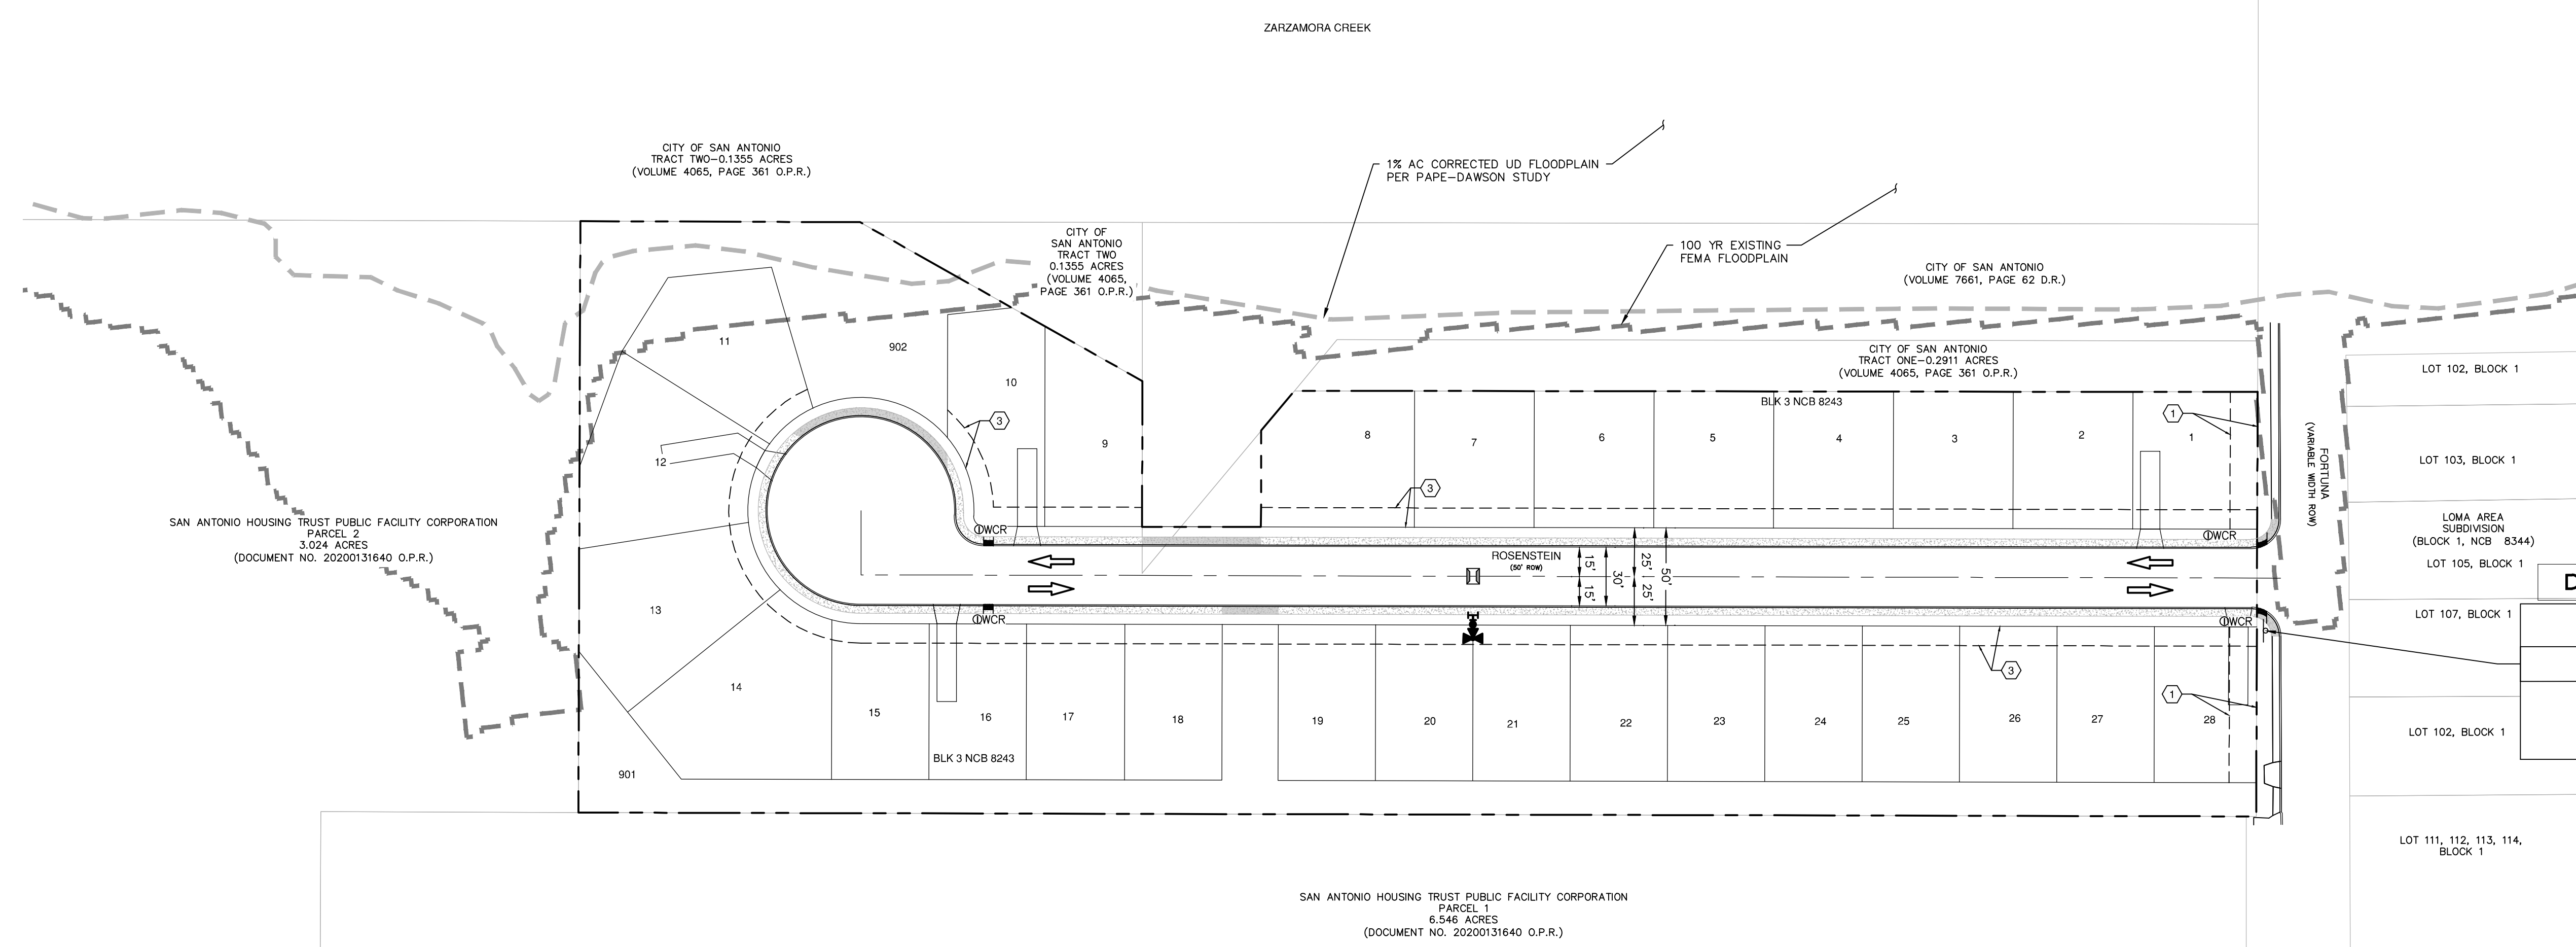 ZARZAMORA CREEK
CITY OF SAN ANTONIO
TRACT TWO-0.1355 ACRES
(VOLUME 4065, PAGE 361 O.P.R.)
1% AC CORRECTED UD FLOODPLAIN
PER PAPE-DAWSON STUDY
CITY OF
SAN ANTONIO
TRACT TWO
0.1355 ACRES
(VOLUME 4065,
PAGE 361 O.P.R.)
100 YR EXISTING
FEMA FLOODPLAIN
CITY OF SAN ANTONIO
(VOLUME 7661, PAGE 62 D.R.)
CITY OF SAN ANTONIO
TRACT ONE-0.2911 ACRES
(VOLUME 4065, PAGE 361 O.P.R.)
BLK 3 NCB 8243
11
902
10
9
8
7
6
5
4
3
2
1
3
3
1
12
13
14
15
16
17
18
19
20
21
22
23
24
25
26
27
28
901
BLK 3 NCB 8243
3
1
WCR
WCR
WCR
WCR
ROSENSTEIN
(50' ROW)
15'
15'
30'
25'
25'
50'
FORTUNA
(VARIABLE WIDTH ROW)
LOT 102, BLOCK 1
LOT 103, BLOCK 1
LOMA AREA
SUBDIVISION
(BLOCK 1, NCB 8344)
LOT 105, BLOCK 1
D
LOT 107, BLOCK 1
LOT 102, BLOCK 1
LOT 111, 112, 113, 114,
BLOCK 1
SAN ANTONIO HOUSING TRUST PUBLIC FACILITY CORPORATION
PARCEL 2
3.024 ACRES
(DOCUMENT NO. 20200131640 O.P.R.)
SAN ANTONIO HOUSING TRUST PUBLIC FACILITY CORPORATION
PARCEL 1
6.546 ACRES
(DOCUMENT NO. 20200131640 O.P.R.)